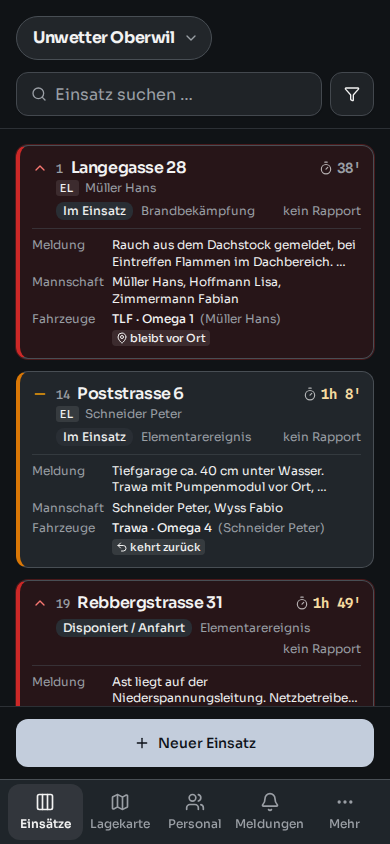 Unwetter Oberwil
Einsatz suchen ...
1 Langegasse 28 38'
EL Müller Hans
Im Einsatz Brandbekämpfung kein Rapport
Meldung Rauch aus dem Dachstock gemeldet, bei
Eintreffen Flammen im Dachbereich. ...
Mannschaft Müller Hans, Hoffmann Lisa,
Zimmermann Fabian
Fahrzeuge TLF · Omega 1 (Müller Hans)
bleibt vor Ort
14 Poststrasse 6 1h 8'
EL Schneider Peter
Im Einsatz Elementarereignis kein Rapport
Meldung Tiefgarage ca. 40 cm unter Wasser.
Trawa mit Pumpenmodul vor Ort, ...
Mannschaft Schneider Peter, Wyss Fabio
Fahrzeuge Trawa · Omega 4 (Schneider Peter)
kehrt zurück
19 Rebbergstrasse 31 1h 49'
Disponiert / Anfahrt Elementarereignis
kein Rapport
Meldung Ast liegt auf der
Niederspannungsleitung. Netzbetreibe...
+ Neuer Einsatz
Einsätze Lagekarte Personal Meldungen Mehr